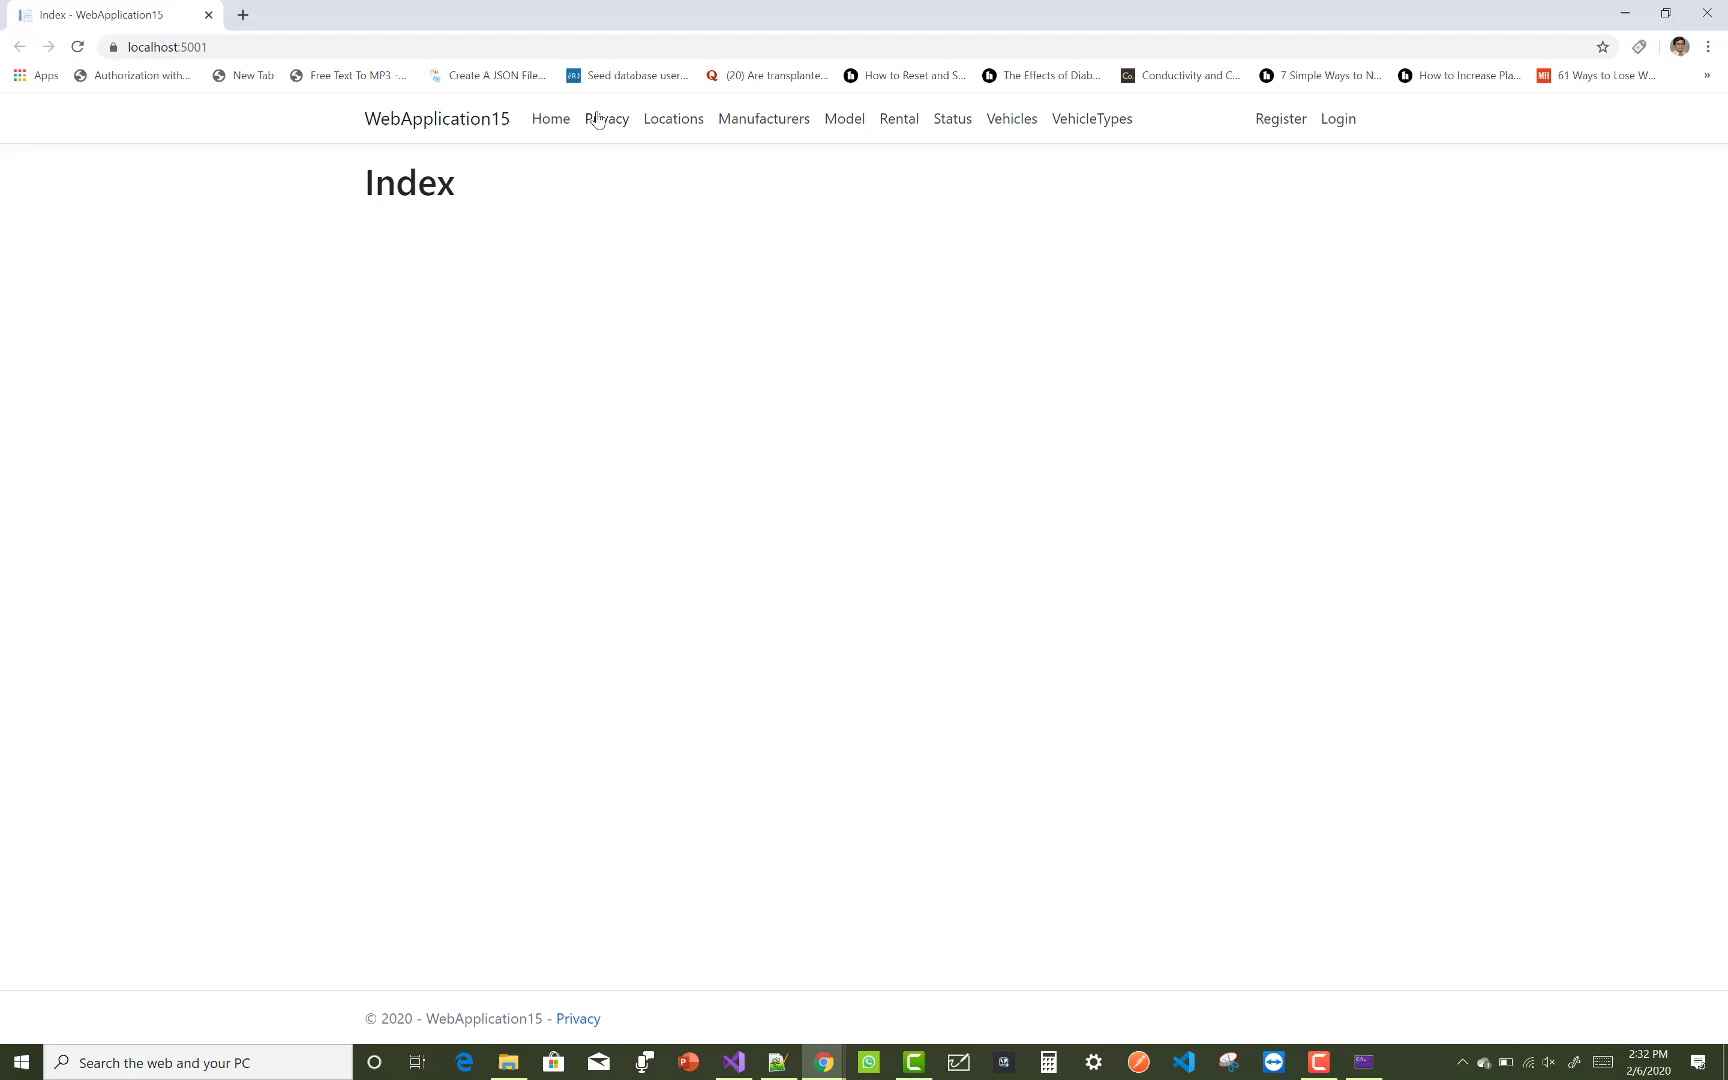 Index - WebApplication15
localhost:5001
Apps Authorization with... New Tab Free Text To MP3 -... Create A JSON File... Seed database user... (20) Are transplante... How to Reset and S... The Effects of Diab... Co. Conductivity and C... 7 Simple Ways to N... How to Increase Pla... MH 61 Ways to Lose W... »
WebApplication15 Home Privacy Locations Manufacturers Model Rental Status Vehicles VehicleTypes Register Login
Index
© 2020 - WebApplication15 - Privacy
Search the web and your PC
2:32 PM
2/6/2020